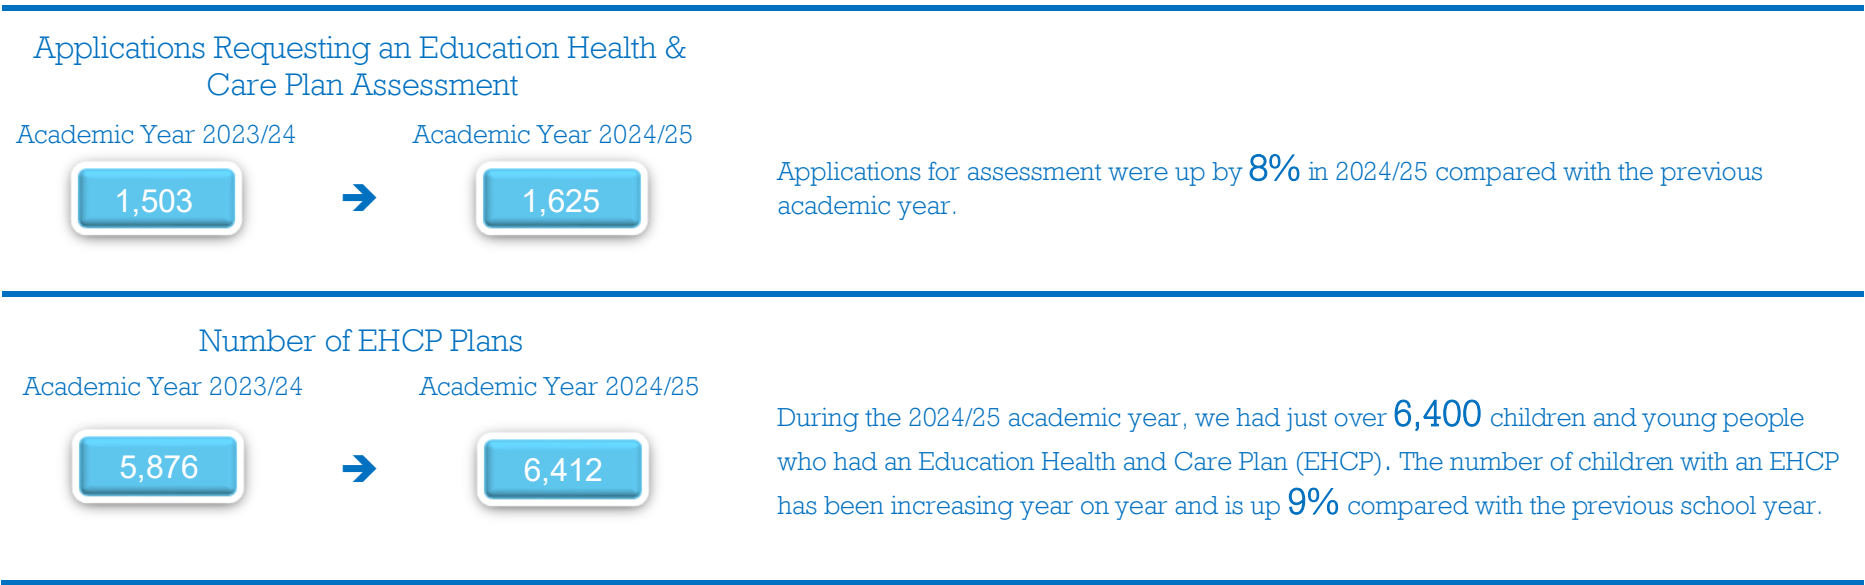 Applications Requesting an Education Health &
Care Plan Assessment
Academic Year 2023/24
Academic Year 2024/25
1,503
1,625
Applications for assessment were up by 8% in 2024/25 compared with the previous
academic year.
Number of EHCP Plans
Academic Year 2023/24
Academic Year 2024/25
5,876
6,412
During the 2024/25 academic year, we had just over 6,400 children and young people
who had an Education Health and Care Plan (EHCP). The number of children with an EHCP
has been increasing year on year and is up 9% compared with the previous school year.